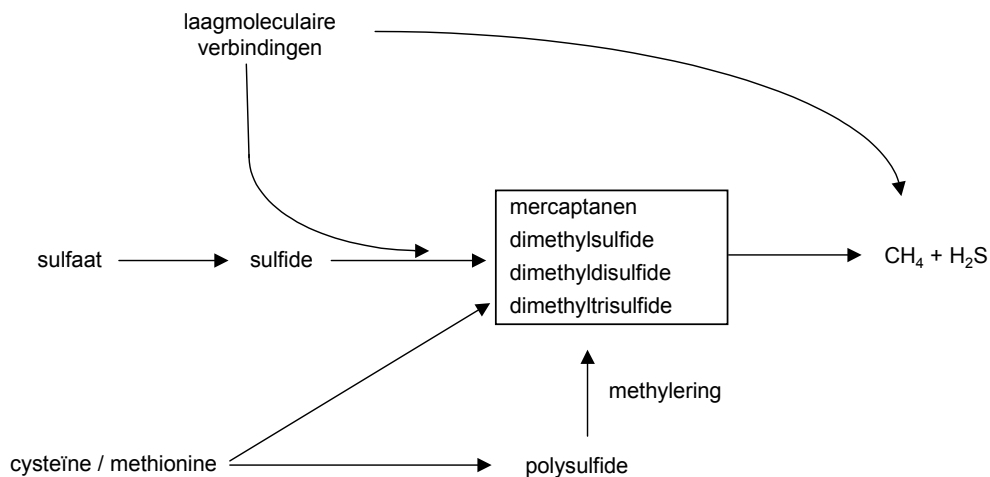 laagmoleculaire
verbindingen
mercaptanen
dimethylsulfide
sulfaat
sulfide
dimethyldisulfide
CH₄ + H₂S
dimethyltrisulfide
methylering
cysteïne / methionine
polysulfide